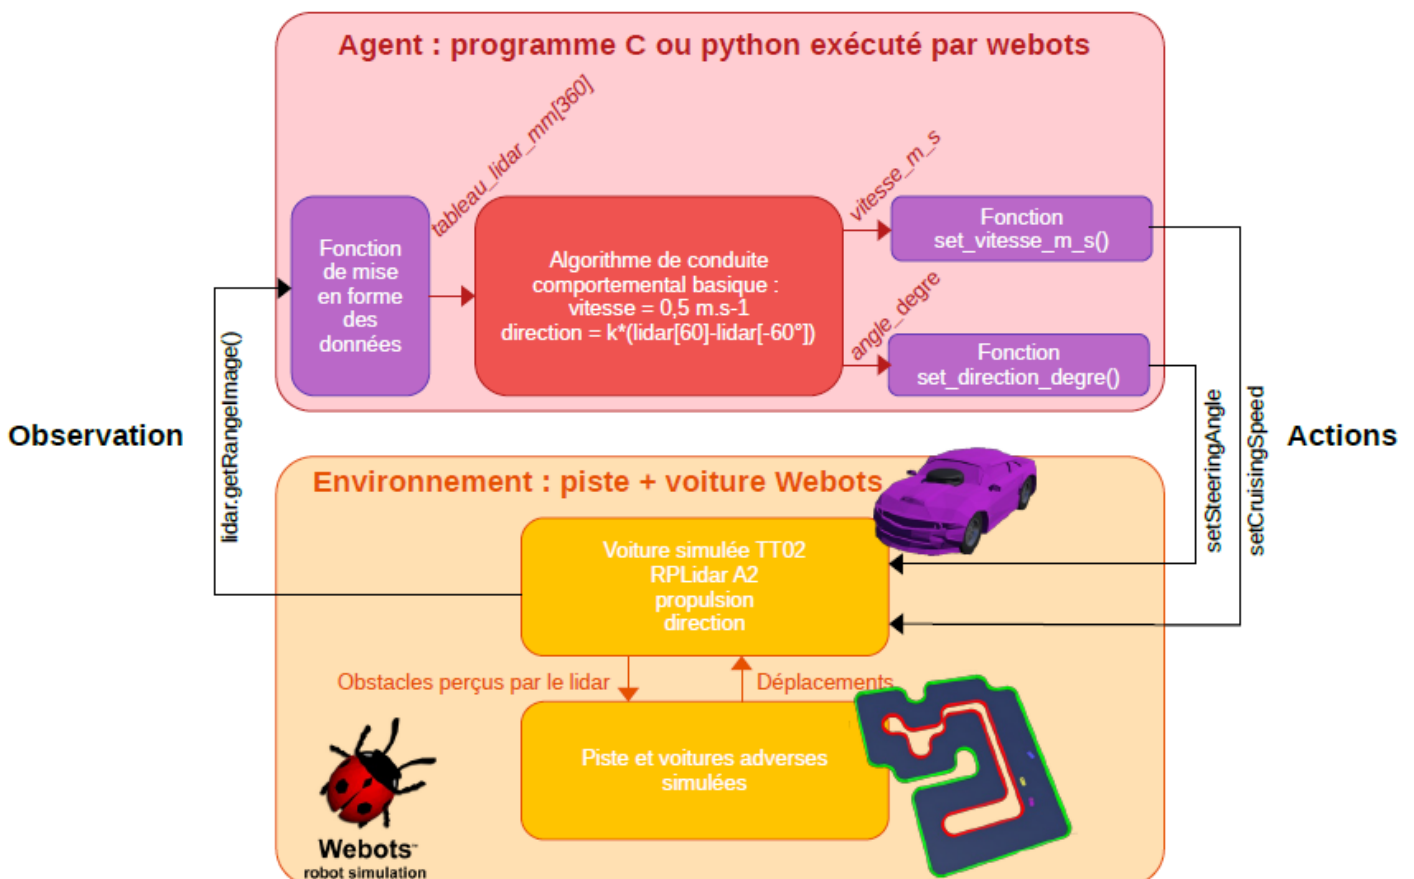 Agent : programme C ou python exécuté par webots
tableau_lidar_mm[360]
vitesse_m_s
Fonction
de mise
en forme
des
données
Algorithme de conduite
comportemental basique :
vitesse = 0,5 m.s-1
direction = k*(lidar[60]-lidar[-60°])
Fonction
set_vitesse_m_s()
angle_degre
Fonction
set_direction_degre()
Observation
lidar.getRangeImage()
setSteeringAngle
setCruisingSpeed
Actions
Environnement : piste + voiture Webots
Voiture simulée TT02
RPLidar A2
propulsion
direction
Obstacles perçus par le lidar
Déplacements
Piste et voitures adverses
simulées
Webots™
robot simulation